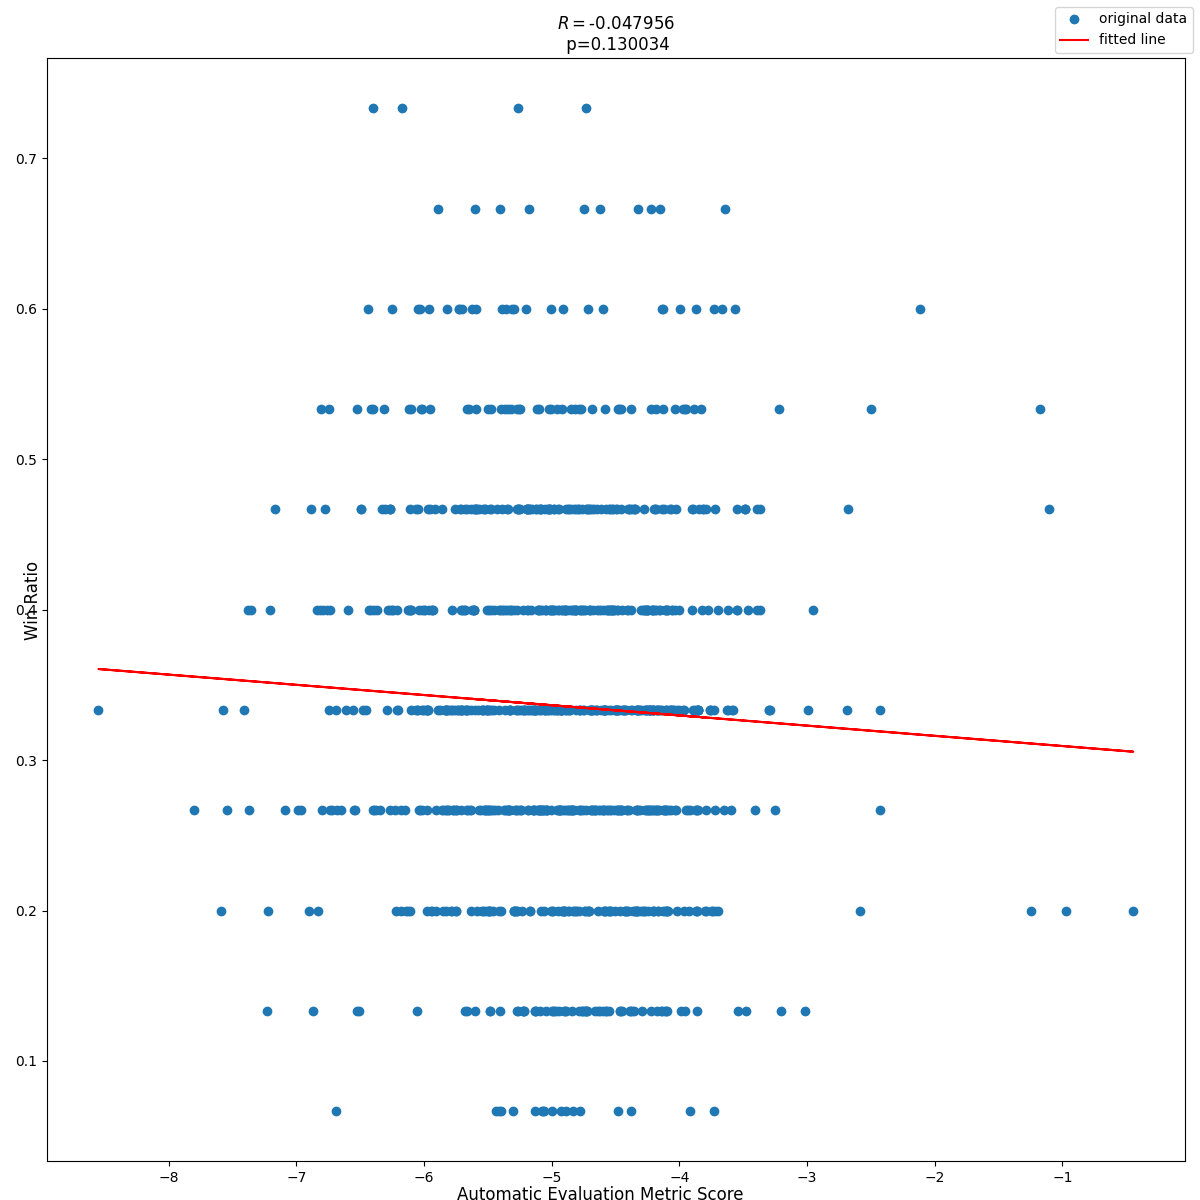 R = -0.047956
p=0.130034
original data
fitted line
0.7
0.6
0.5
0.4
0.3
0.2
0.1
Win Ratio
−8
−7
−6
−5
−4
−3
−2
−1
Automatic Evaluation Metric Score